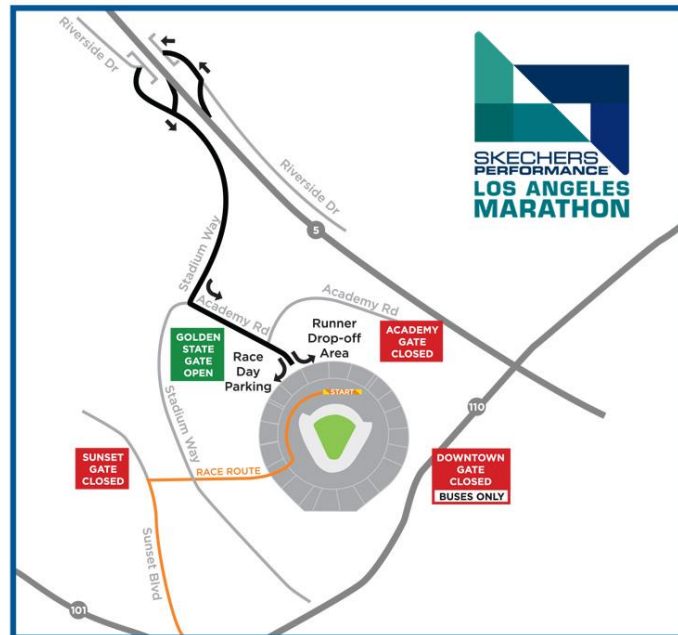 Riverside Dr
Riverside Dr
SKECHERS
PERFORMANCE
LOS ANGELES
MARATHON
Riverside Dr
5
Stadium Way
Academy Rd
Academy Rd
GOLDEN
STATE
GATE
OPEN
Race
Day
Parking
Runner
Drop-off
Area
ACADEMY
GATE
CLOSED
START
110
Stadium Way
SUNSET
GATE
CLOSED
RACE ROUTE
DOWNTOWN
GATE
CLOSED
BUSES ONLY
Sunset Blvd
101